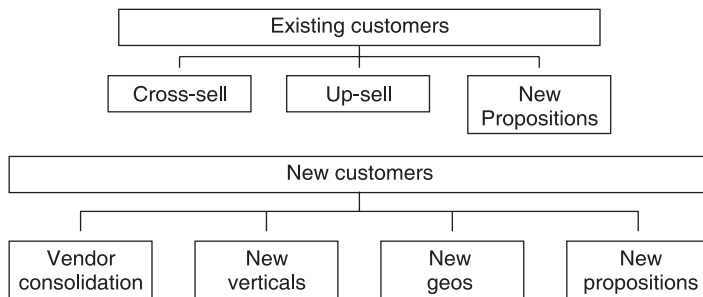 Existing customers
Cross-sell
Up-sell
New
Propositions
New customers
Vendor
consolidation
New
verticals
New
geos
New
propositions